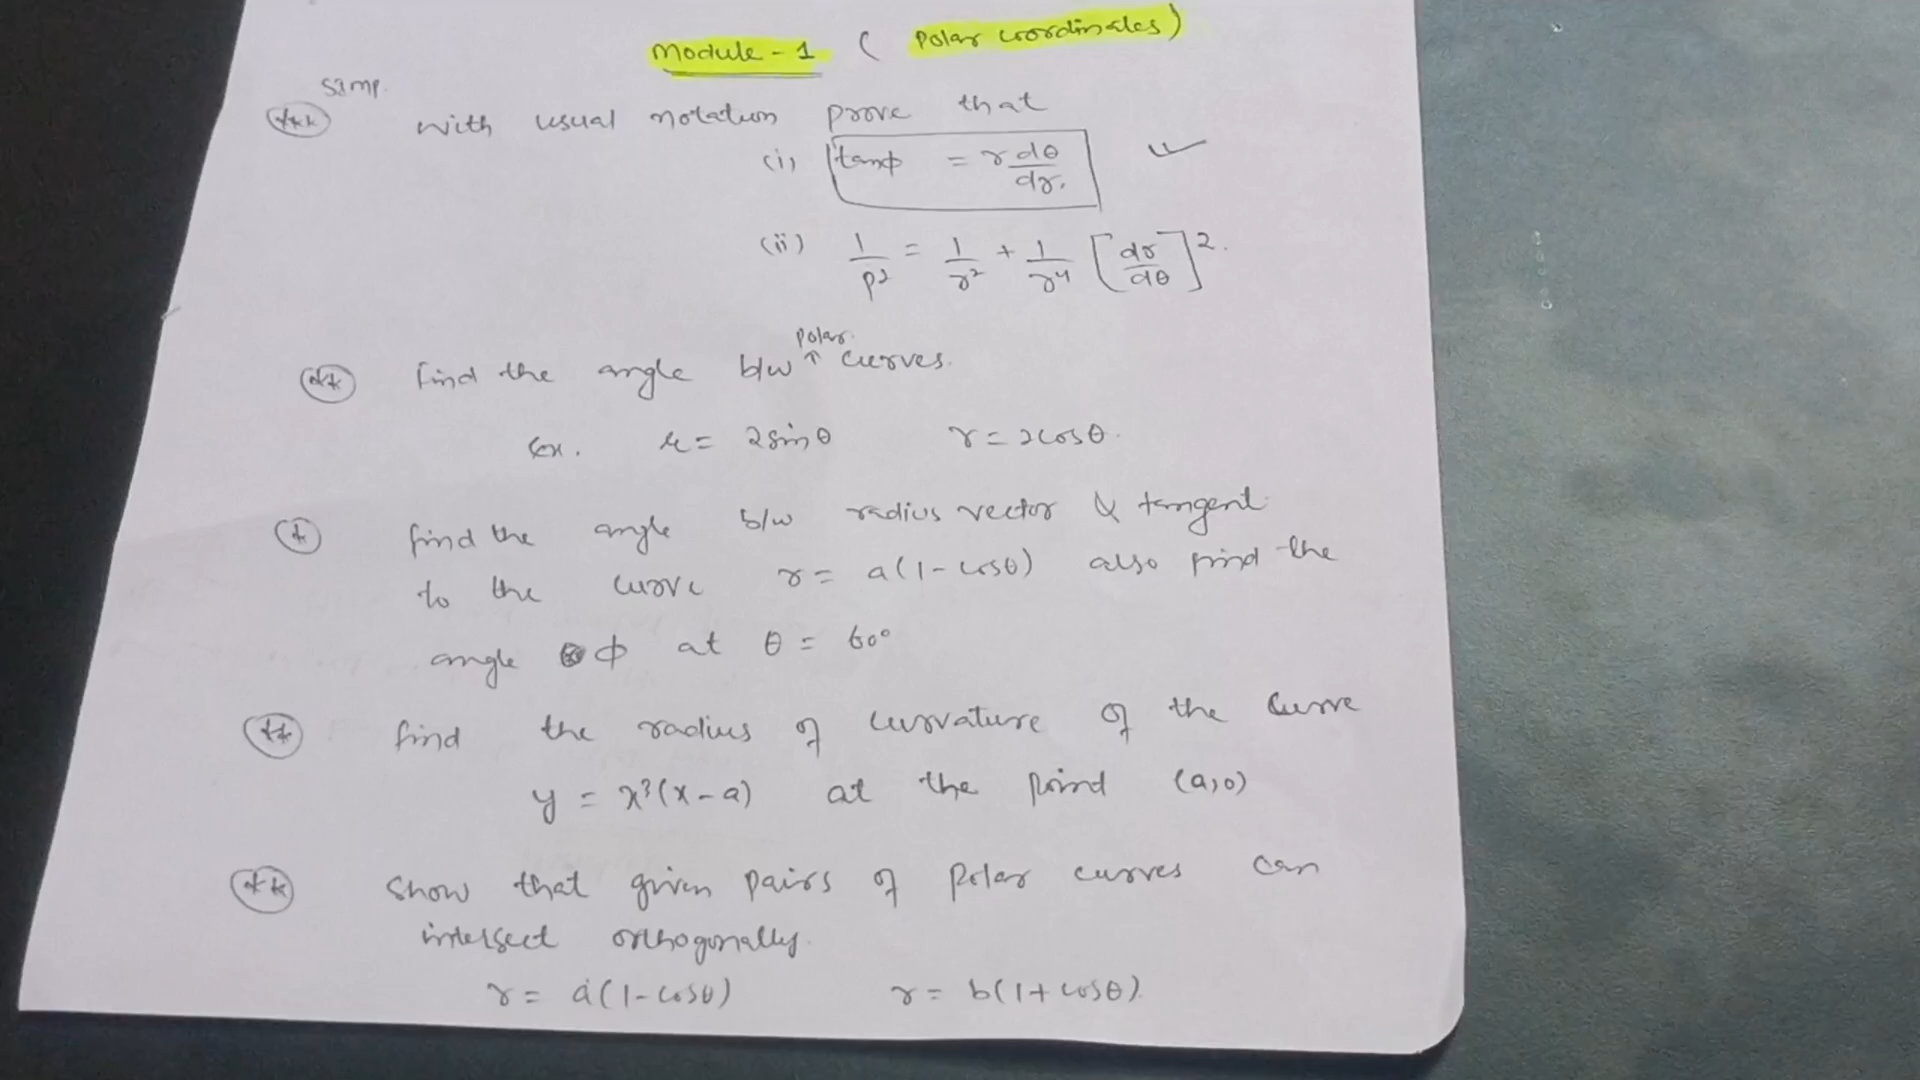 Module - 1 ( Polar coordinates)
simp.
*** With usual notation prove that
(i) tanφ = r dθ/dr.
(ii) 1/p² = 1/r² + 1/r⁴ [dr/dθ]².
** find the angle b/w polar curves.
ex. r = 2sinθ r = 2cosθ.
* find the angle b/w radius vector & tangent
to the curve r = a(1-cosθ) also find the
angle φ at θ = 60°
** find the radius of curvature of the curve
y = x³(x-a) at the point (a,0)
** show that given pairs of polar curves can
intersect orthogonally.
r = a(1-cosθ) r = b(1+cosθ).